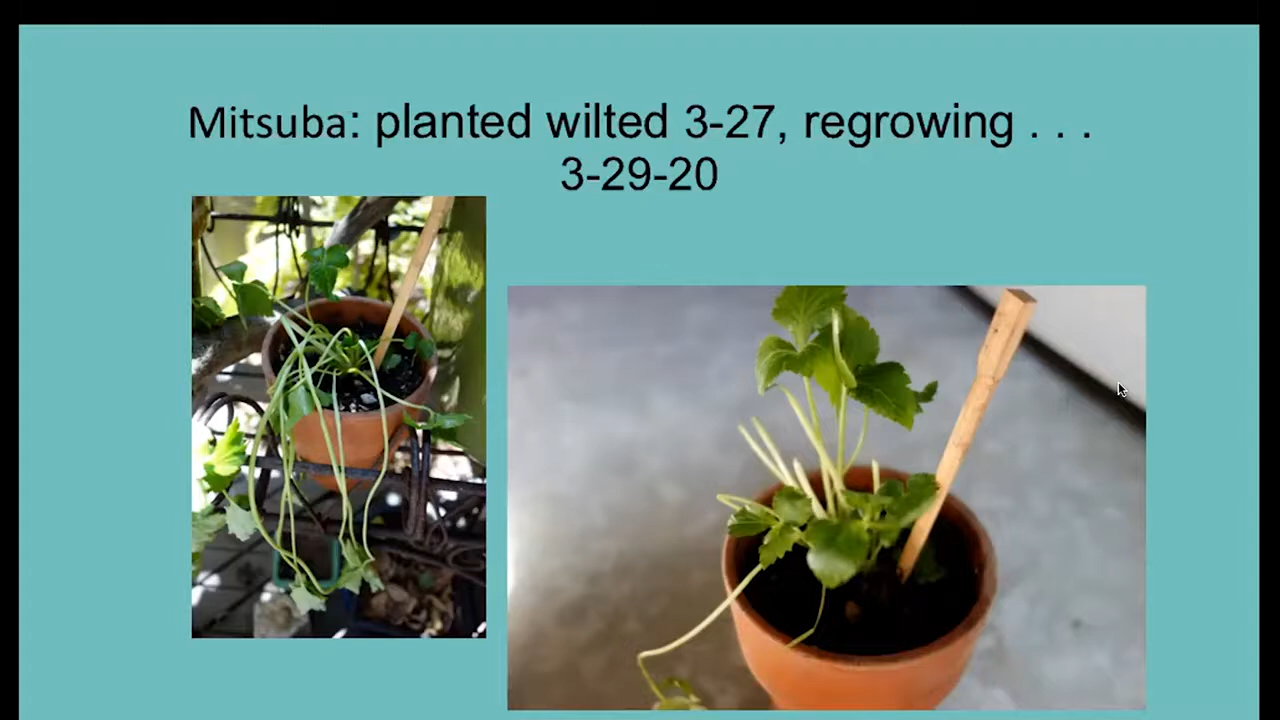 Mitsuba: planted wilted 3-27, regrowing . . .
3-29-20